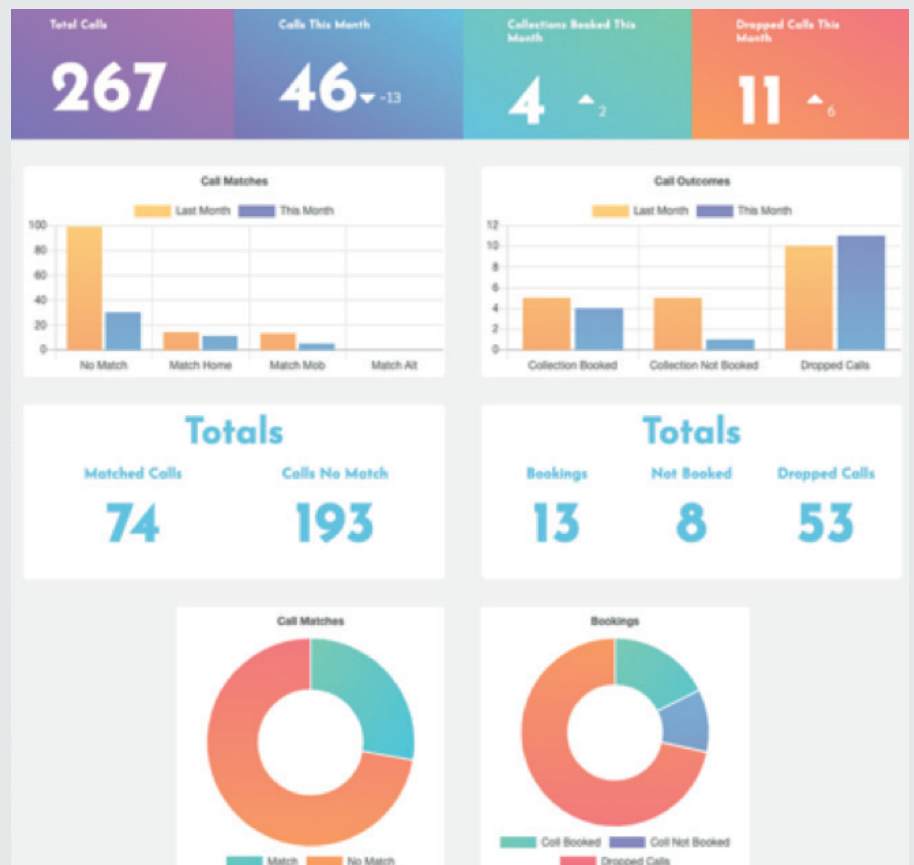 Total Calls
267
Calls This Month
46 -13
Collections Booked This
Month
4 2
Dropped Calls This
Month
11 6
Call Matches
Last Month This Month
100
80
60
40
20
0
No Match Match Home Match Mob Match Alt
Call Outcomes
Last Month This Month
12
10
8
6
4
2
0
Collection Booked Collection Not Booked Dropped Calls
Totals
Matched Calls Calls No Match
74 193
Totals
Bookings Not Booked Dropped Calls
13 8 53
Call Matches
Match No Match
Bookings
Coll Booked Coll Not Booked
Dropped Calls